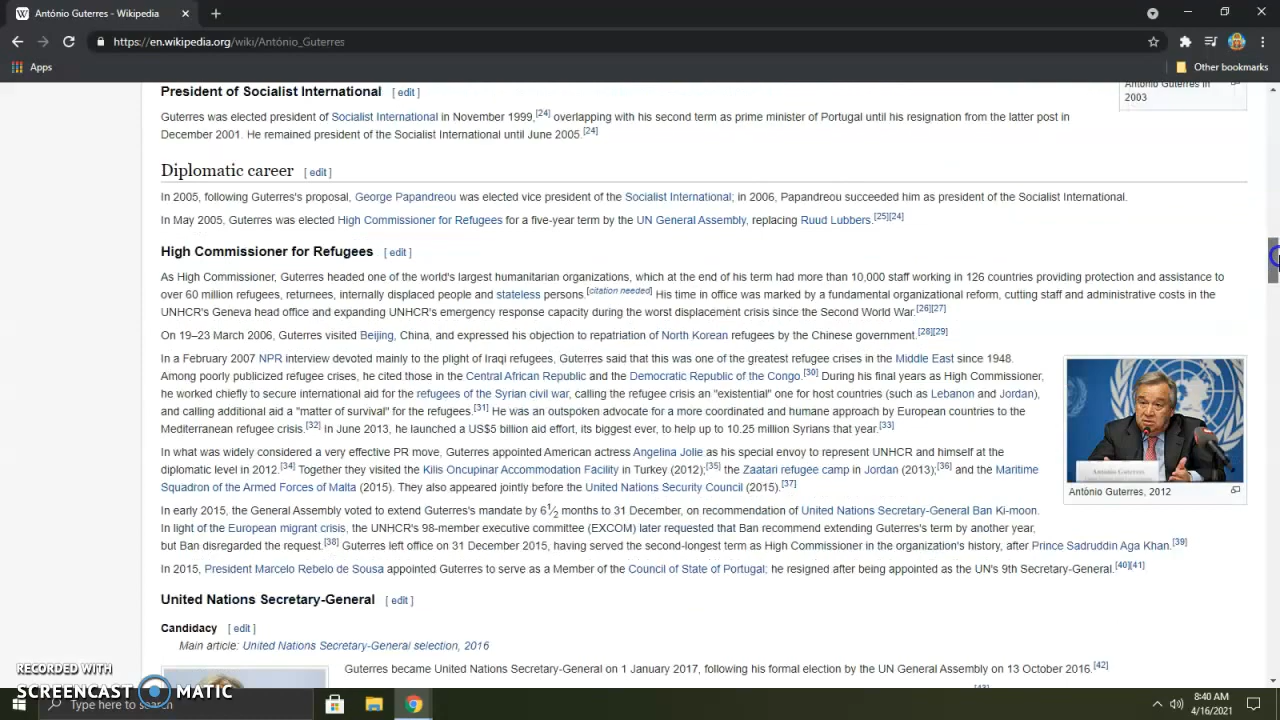 António Guterres - Wikipedia
https://en.wikipedia.org/wiki/António_Guterres
Apps
Other bookmarks
António Guterres in
2003
President of Socialist International [ edit ]
Guterres was elected president of Socialist International in November 1999,[24] overlapping with his second term as prime minister of Portugal until his resignation from the latter post in
December 2001. He remained president of the Socialist International until June 2005.[24]
Diplomatic career [ edit ]
In 2005, following Guterres's proposal, George Papandreou was elected vice president of the Socialist International; in 2006, Papandreou succeeded him as president of the Socialist International.
In May 2005, Guterres was elected High Commissioner for Refugees for a five-year term by the UN General Assembly, replacing Ruud Lubbers.[25][24]
High Commissioner for Refugees [ edit ]
As High Commissioner, Guterres headed one of the world's largest humanitarian organizations, which at the end of his term had more than 10,000 staff working in 126 countries providing protection and assistance to
over 60 million refugees, returnees, internally displaced people and stateless persons.[citation needed] His time in office was marked by a fundamental organizational reform, cutting staff and administrative costs in the
UNHCR's Geneva head office and expanding UNHCR's emergency response capacity during the worst displacement crisis since the Second World War.[26][27]
On 19–23 March 2006, Guterres visited Beijing, China, and expressed his objection to repatriation of North Korean refugees by the Chinese government.[28][29]
In a February 2007 NPR interview devoted mainly to the plight of Iraqi refugees, Guterres said that this was one of the greatest refugee crises in the Middle East since 1948.
Among poorly publicized refugee crises, he cited those in the Central African Republic and the Democratic Republic of the Congo.[30] During his final years as High Commissioner,
he worked chiefly to secure international aid for the refugees of the Syrian civil war, calling the refugee crisis an "existential" one for host countries (such as Lebanon and Jordan),
and calling additional aid a "matter of survival" for the refugees.[31] He was an outspoken advocate for a more coordinated and humane approach by European countries to the
Mediterranean refugee crisis.[32] In June 2013, he launched a US$5 billion aid effort, its biggest ever, to help up to 10.25 million Syrians that year.[33]
In what was widely considered a very effective PR move, Guterres appointed American actress Angelina Jolie as his special envoy to represent UNHCR and himself at the
diplomatic level in 2012.[34] Together they visited the Kilis Oncupinar Accommodation Facility in Turkey (2012);[35] the Zaatari refugee camp in Jordan (2013);[36] and the Maritime
Squadron of the Armed Forces of Malta (2015). They also appeared jointly before the United Nations Security Council (2015).[37]
António Guterres
António Guterres, 2012
In early 2015, the General Assembly voted to extend Guterres's mandate by 6½ months to 31 December, on recommendation of United Nations Secretary-General Ban Ki-moon.
In light of the European migrant crisis, the UNHCR's 98-member executive committee (EXCOM) later requested that Ban recommend extending Guterres's term by another year,
but Ban disregarded the request.[38] Guterres left office on 31 December 2015, having served the second-longest term as High Commissioner in the organization's history, after Prince Sadruddin Aga Khan.[39]
In 2015, President Marcelo Rebelo de Sousa appointed Guterres to serve as a Member of the Council of State of Portugal; he resigned after being appointed as the UN's 9th Secretary-General.[40][41]
United Nations Secretary-General [ edit ]
Candidacy [ edit ]
Main article: United Nations Secretary-General selection, 2016
Guterres became United Nations Secretary-General on 1 January 2017, following his formal election by the UN General Assembly on 13 October 2016.[42]
RECORDED WITH
SCREENCAST MATIC
Type here to search
8:40 AM
4/16/2021